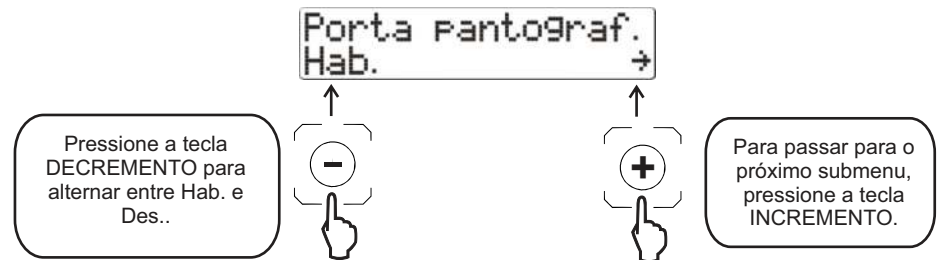 Porta pantograf.
Hab. →
Pressione a tecla
DECREMENTO para
alternar entre Hab. e
Des..
−
+
Para passar para o
próximo submenu,
pressione a tecla
INCREMENTO.